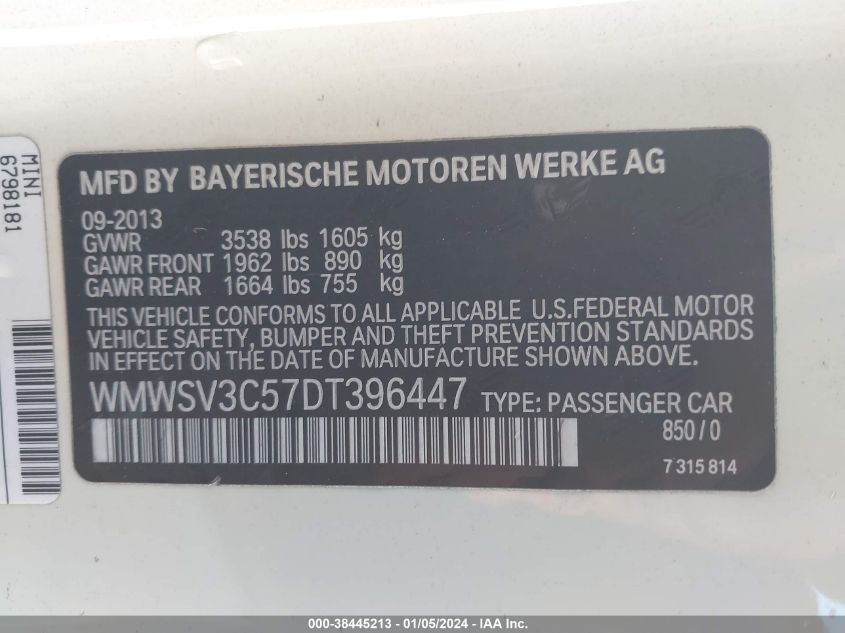 MINI
6798181
MFD BY BAYERISCHE MOTOREN WERKE AG
09-2013
GVWR 3538 lbs 1605 kg
GAWR FRONT 1962 lbs 890 kg
GAWR REAR 1664 lbs 755 kg
THIS VEHICLE CONFORMS TO ALL APPLICABLE U.S.FEDERAL MOTOR
VEHICLE SAFETY, BUMPER AND THEFT PREVENTION STANDARDS
IN EFFECT ON THE DATE OF MANUFACTURE SHOWN ABOVE.
WMWSV3C57DT396447 TYPE: PASSENGER CAR
850/0
7 315 814
000-38445213 - 01/05/2024 - IAA Inc.